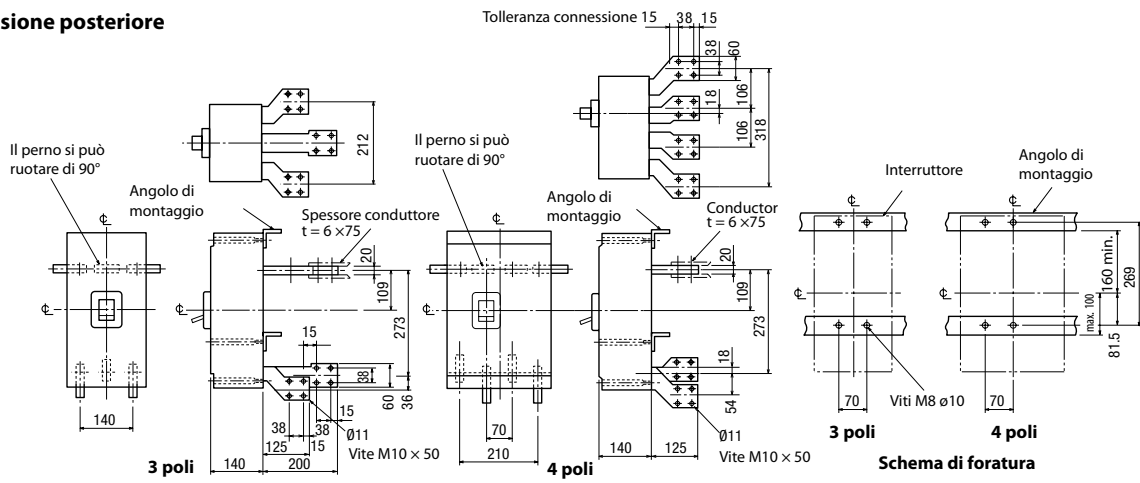 sione posteriore
Tolleranza connessione 15
38
15
38
60
18
106
106
318
212
Il perno si può
ruotare di 90°
Angolo di
montaggio
Spessore conduttore
t = 6 ×75
Il perno si può
ruotare di 90°
Angolo di
montaggio
Conductor
t = 6 ×75
Interruttore
Angolo di
montaggio
20
109
273
15
38
60
36
15
38
38
15
125
Ø11
Vite M10 × 50
140
3 poli
140
200
70
210
4 poli
20
109
273
18
54
Ø11
Vite M10 × 50
140
125
160 min.
269
max. 100
81.5
Viti M8 ø10
70
70
3 poli
4 poli
Schema di foratura